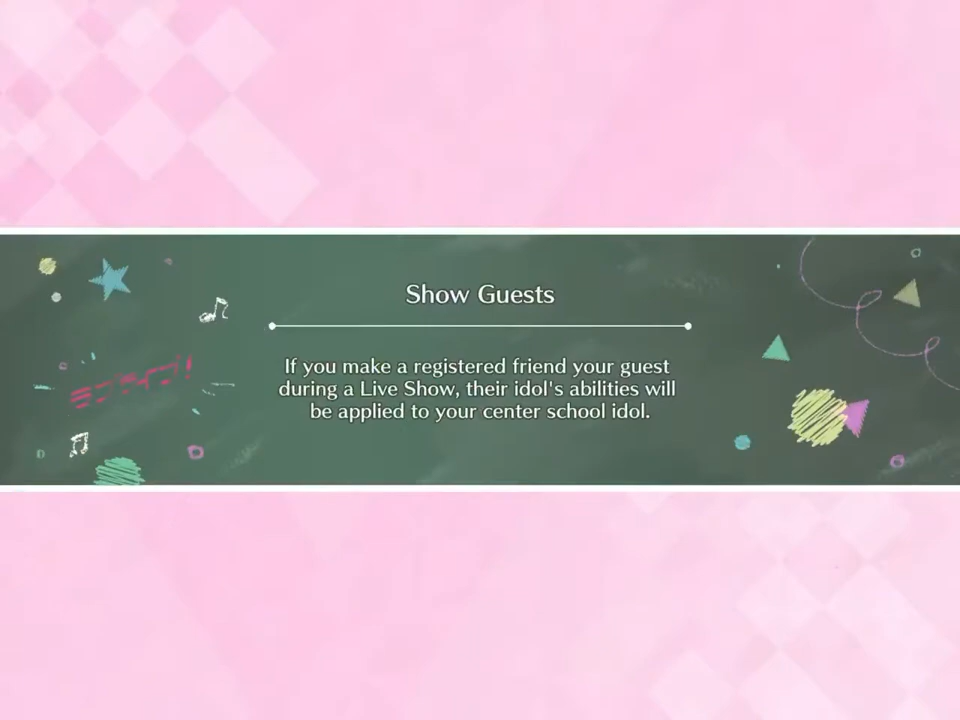 Show Guests
If you make a registered friend your guest
during a Live Show, their idol's abilities will
be applied to your center school idol.